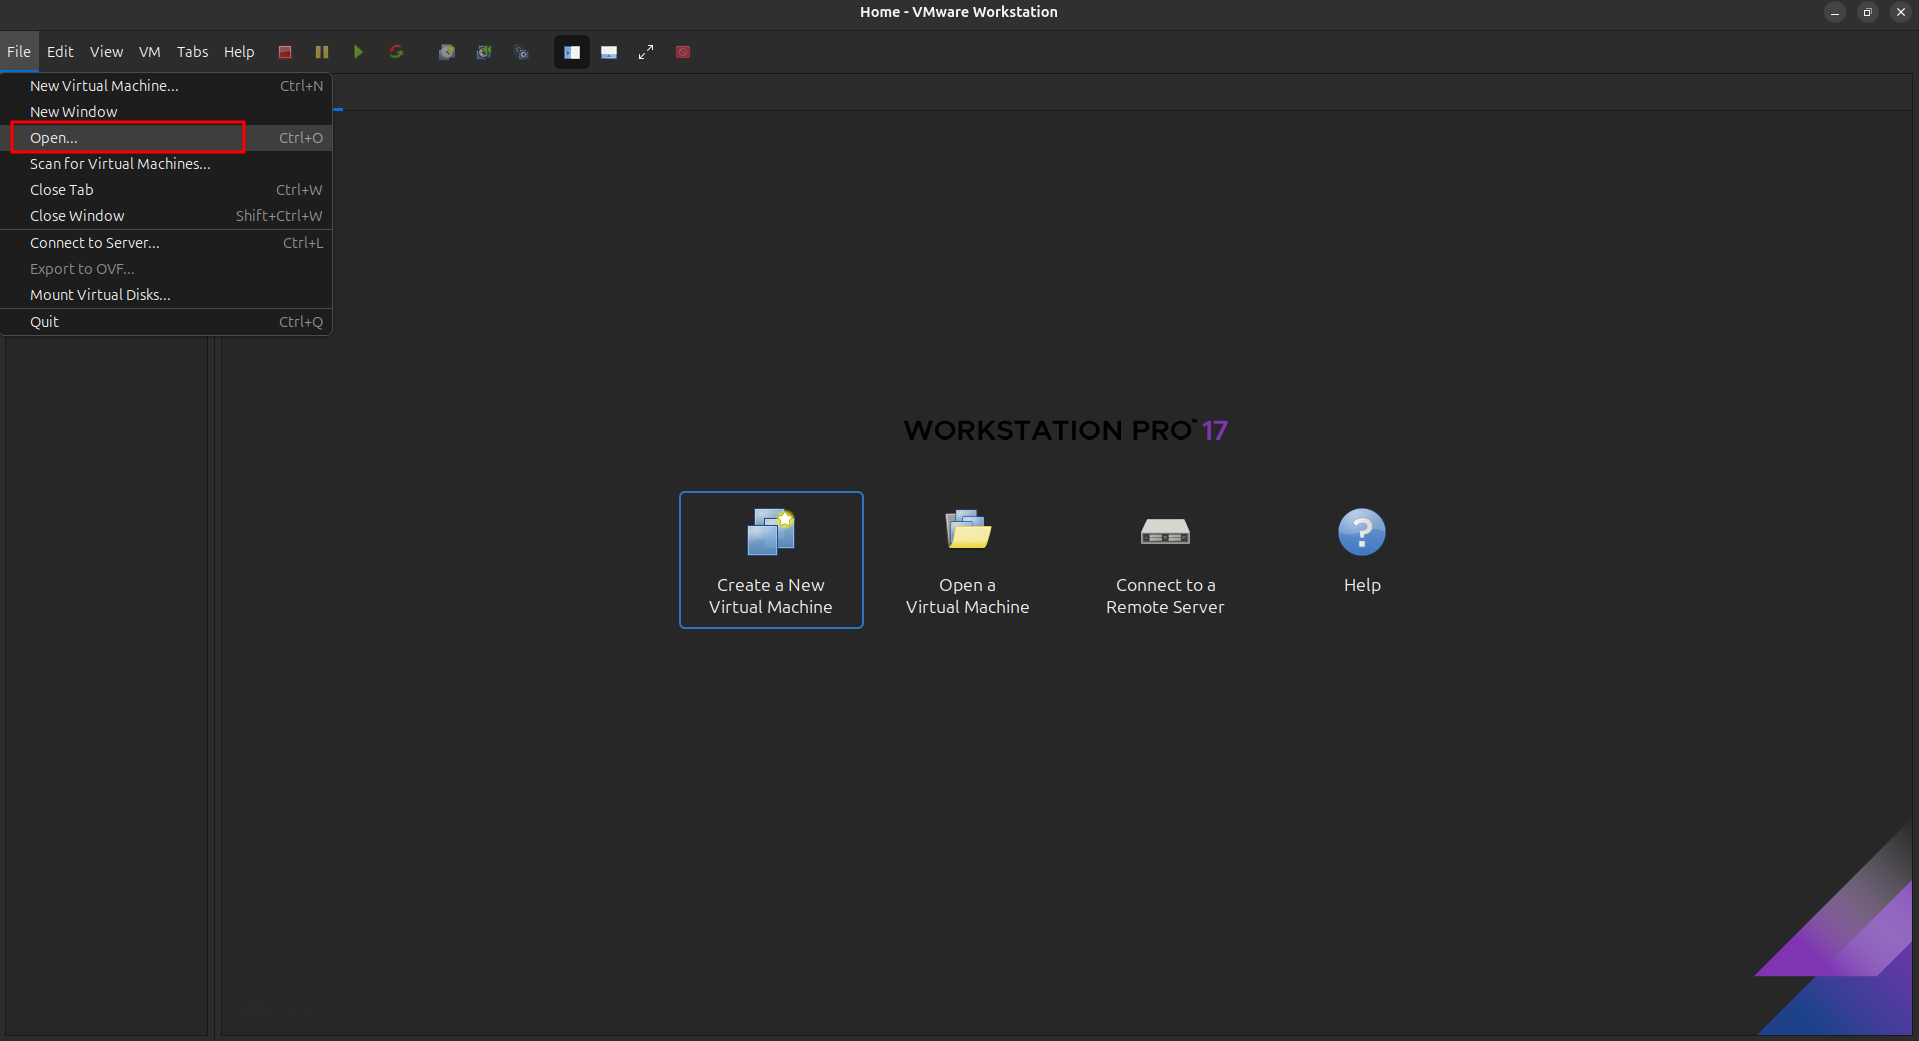 Home - VMware Workstation
File Edit View VM Tabs Help
New Virtual Machine... Ctrl+N
New Window
Open... Ctrl+O
Scan for Virtual Machines...
Close Tab Ctrl+W
Close Window Shift+Ctrl+W
Connect to Server... Ctrl+L
Export to OVF...
Mount Virtual Disks...
Quit Ctrl+Q
WORKSTATION PRO™ 17
Create a New
Virtual Machine
Open a
Virtual Machine
Connect to a
Remote Server
Help